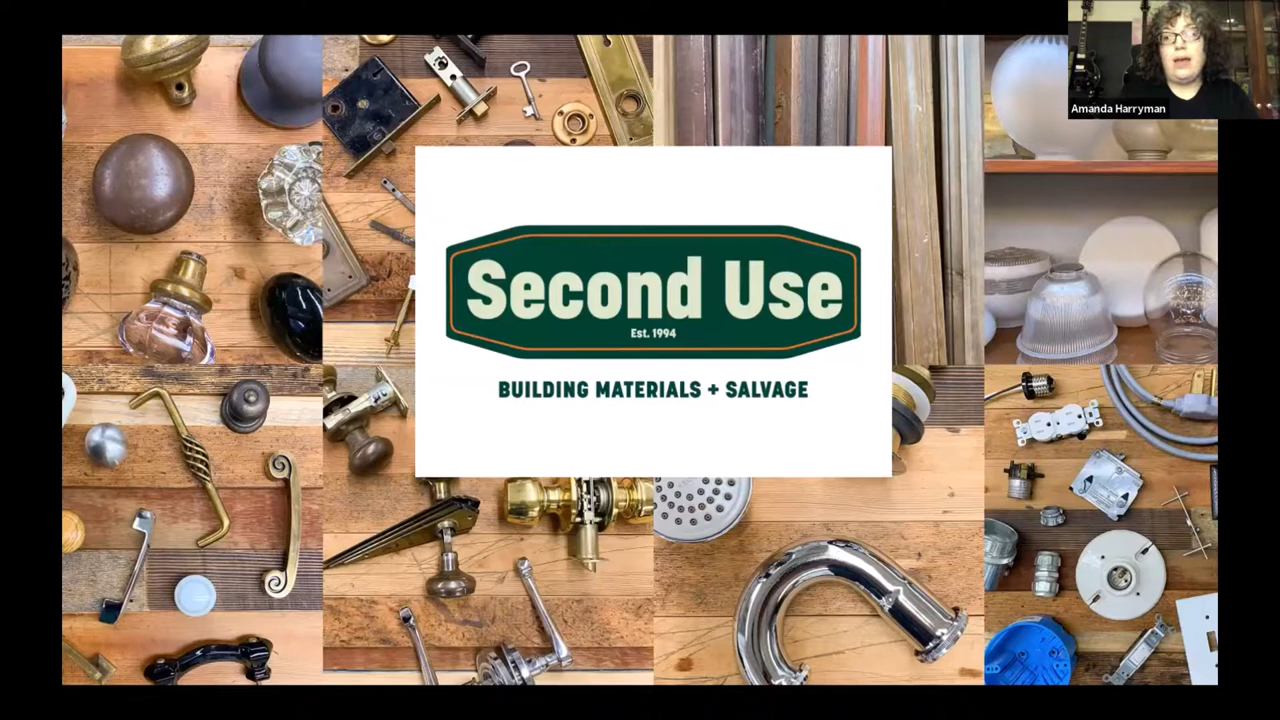 Amanda Harryman
Second Use
Est. 1994
BUILDING MATERIALS + SALVAGE